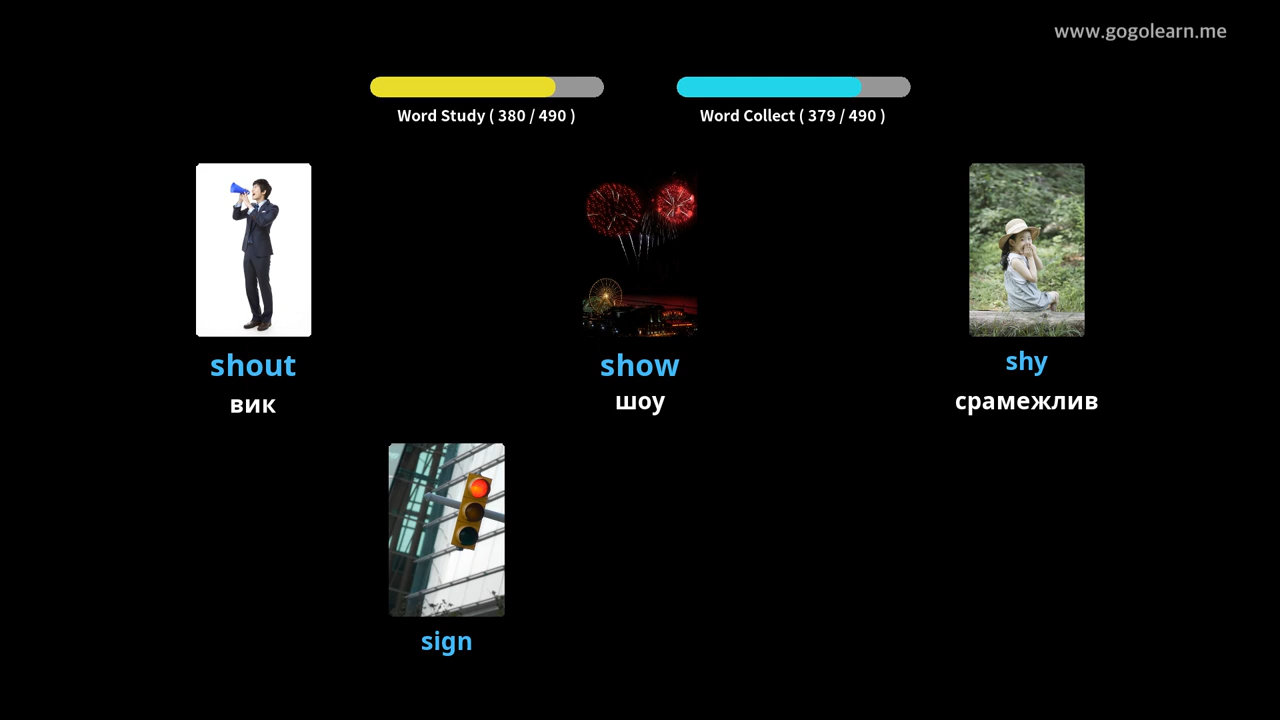 www.gogolearn.me
Word Study ( 380 / 490 )
Word Collect ( 379 / 490 )
shout
show
shy
вик
шоу
срамежлив
sign